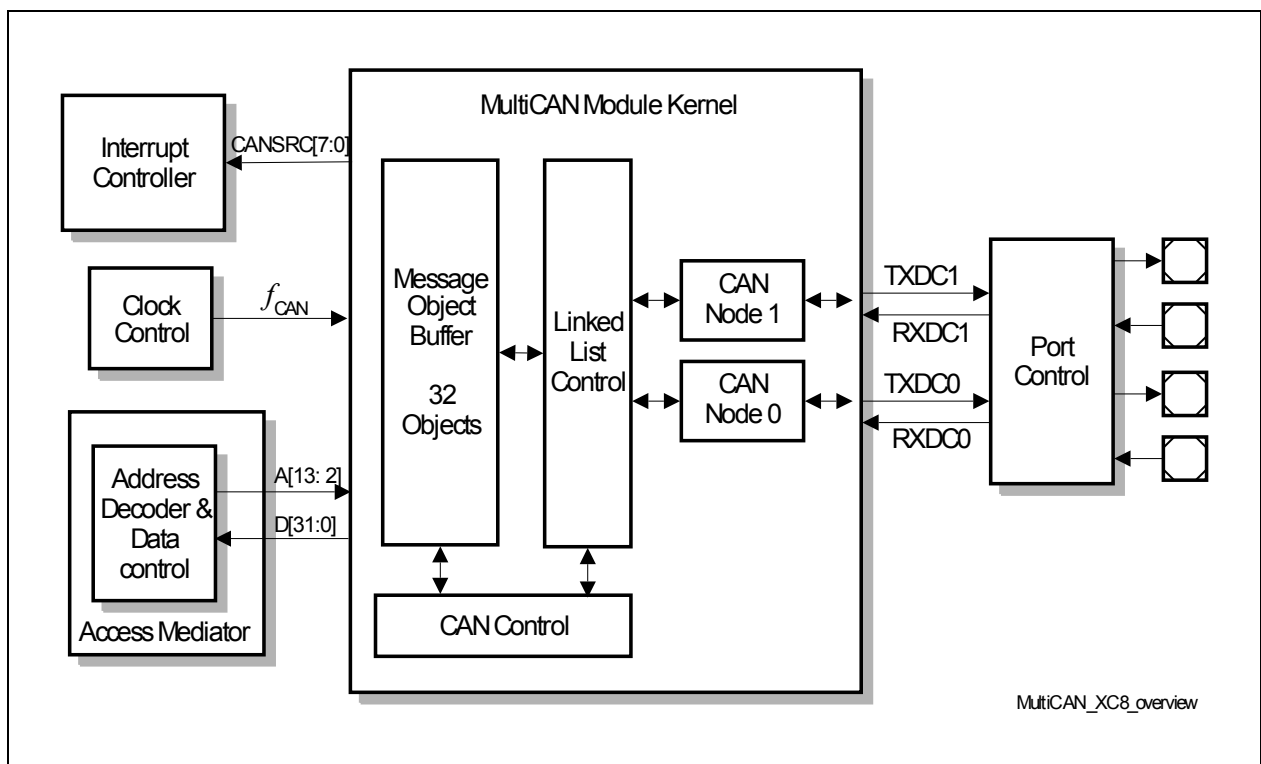 MultiCAN Module Kernel
Interrupt
Controller
CANSRC[7:0]
Clock
Control
fCAN
Address
Decoder &
Data
control
A[13: 2]
D[31:0]
Access Mediator
Message
Object
Buffer
32
Objects
Linked
List
Control
CAN
Node 1
CAN
Node 0
CAN Control
TXDC1
RXDC1
TXDC0
RXDC0
Port
Control
MultiCAN_XC8_overview